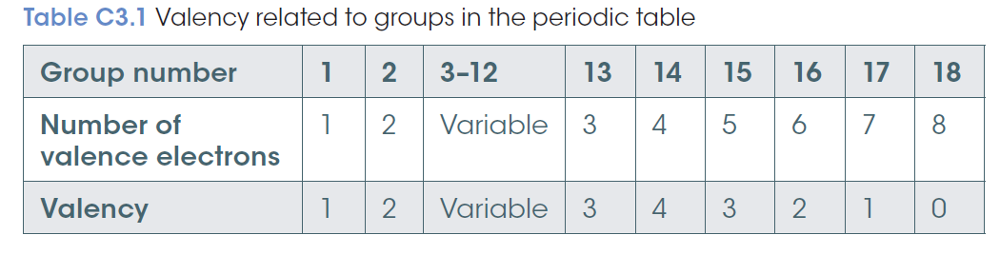 Table C3.1 Valency related to groups in the periodic table
Group number 1 2 3–12 13 14 15 16 17 18
Number of
valence electrons 1 2 Variable 3 4 5 6 7 8
Valency 1 2 Variable 3 4 3 2 1 0